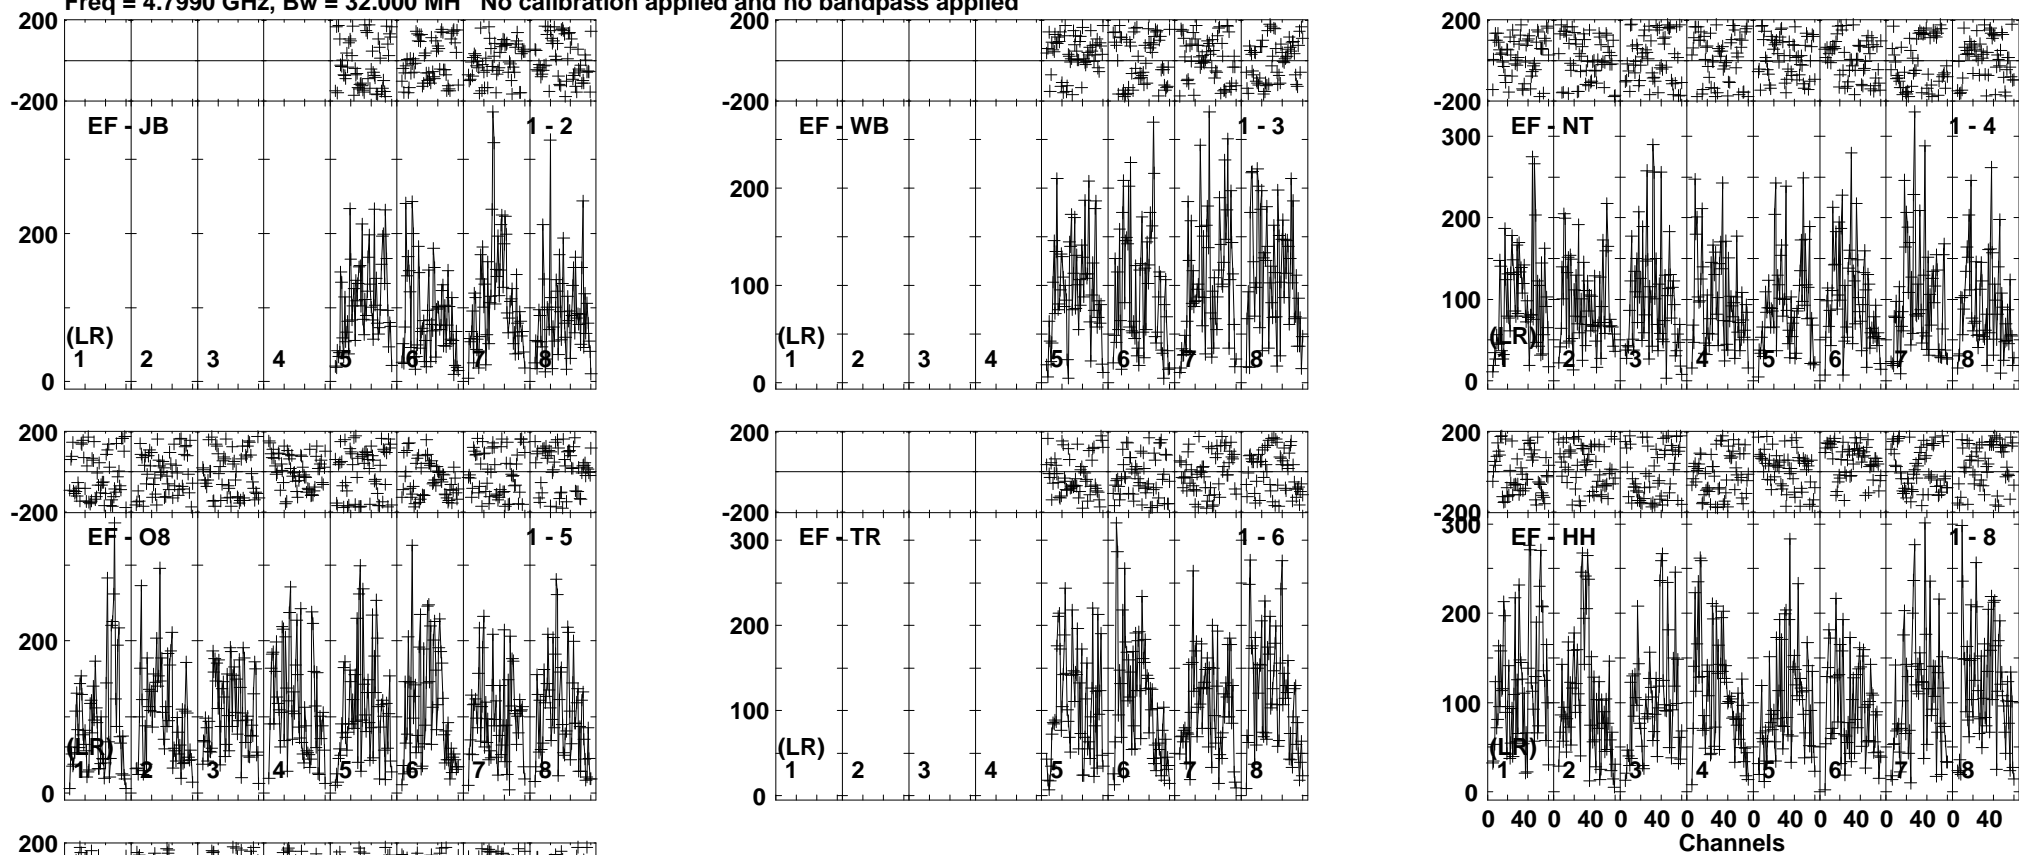 Freq = 4.7990 GHz, Bw = 32.000 MH No calibration applied and no bandpass applied
200
-200
EF - JB 1 - 2
200
(LR)
1 2 3 4 5 6 7 8
0
EF - WB 1 - 3
200
100
(LR)
1 2 3 4 5 6 7 8
0
200
-200
EF - NT 1 - 4
300
200
100
(LR)
1 2 3 4 5 6 7 8
0
200
-200
EF - O8 1 - 5
200
(LR)
1 2 3 4 5 6 7 8
0
200
-200
EF - TR 1 - 6
300
200
100
(LR)
1 2 3 4 5 6 7 8
0
200
-200
EF - HH 1 - 8
300
200
100
(LR)
1 2 3 4 5 6 7 8
0
0 40 0 40 0 40 0 40 0 40 0 40 0 40 0 40
Channels
200